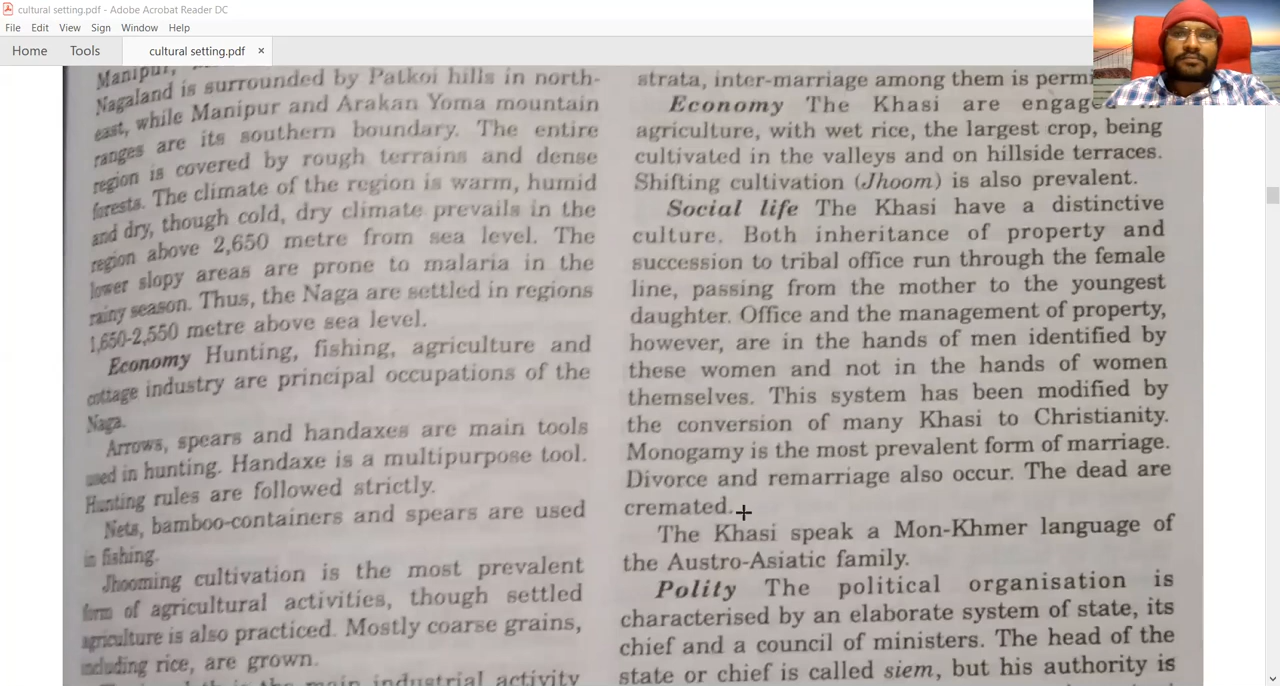 cultural setting.pdf - Adobe Acrobat Reader DC
File Edit View Sign Window Help
Home Tools cultural setting.pdf ×
Manipur,
Nagaland is surrounded by Patkoi hills in north-
east, while Manipur and Arakan Yoma mountain
ranges are its southern boundary. The entire
region is covered by rough terrains and dense
forests. The climate of the region is warm, humid
and dry, though cold, dry climate prevails in the
region above 2,650 metre from sea level. The
lower slopy areas are prone to malaria in the
rainy season. Thus, the Naga are settled in regions
1,650-2,550 metre above sea level.
Economy Hunting, fishing, agriculture and
cottage industry are principal occupations of the
Naga.
Arrows, spears and handaxes are main tools
used in hunting. Handaxe is a multipurpose tool.
Hunting rules are followed strictly.
Nets, bamboo-containers and spears are used
in fishing.
Jhooming cultivation is the most prevalent
form of agricultural activities, though settled
agriculture is also practiced. Mostly coarse grains,
including rice, are grown.
is the main industrial activity
strata, inter-marriage among them is
Economy The Khasi are
agriculture, with wet rice, the largest crop, being
cultivated in the valleys and on hillside terraces.
Shifting cultivation (Jhoom) is also prevalent.
Social life The Khasi have a distinctive
culture. Both inheritance of property and
succession to tribal office run through the female
line, passing from the mother to the youngest
daughter. Office and the management of property,
however, are in the hands of men identified by
these women and not in the hands of women
themselves. This system has been modified by
the conversion of many Khasi to Christianity.
Monogamy is the most prevalent form of marriage.
Divorce and remarriage also occur. The dead are
cremated.
The Khasi speak a Mon-Khmer language of
the Austro-Asiatic family.
Polity The political organisation is
characterised by an elaborate system of state, its
chief and a council of ministers. The head of the
state or chief is called siem, but his authority is